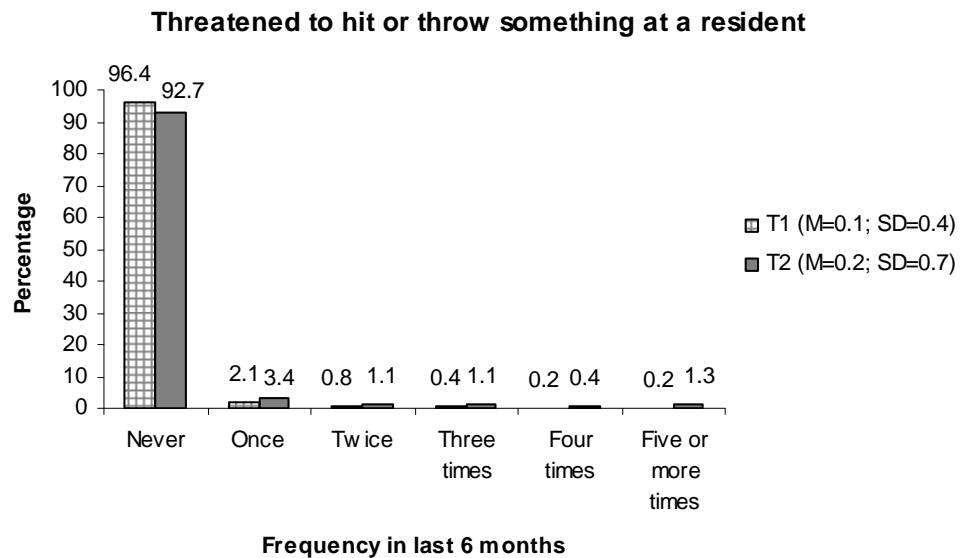 Threatened to hit or throw something at a resident
96.4
92.7
100
90
80
70
60
50
40
30
20
10
0
Percentage
2.1 3.4 0.8 1.1 0.4 1.1 0.2 0.4 0.2 1.3
Never Once Twice Three times Four times Five or more times
Frequency in last 6 months
T1 (M=0.1; SD=0.4)
T2 (M=0.2; SD=0.7)